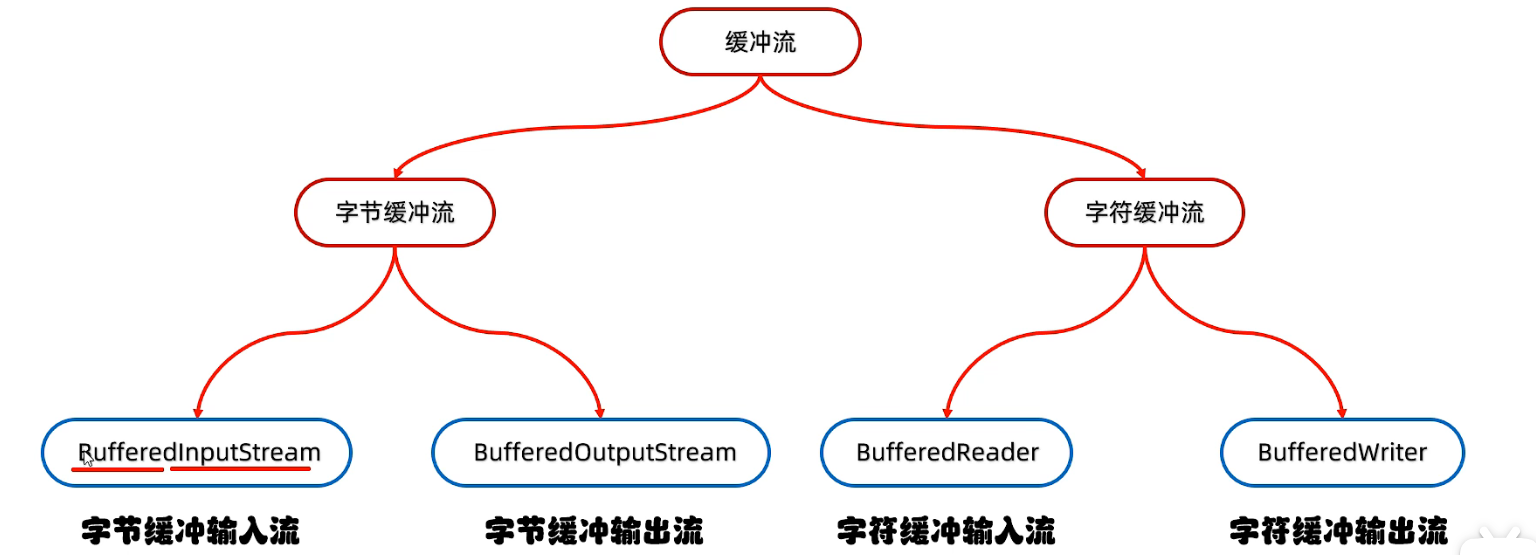 缓冲流
字节缓冲流
字符缓冲流
BufferedInputStream
BufferedOutputStream
BufferedReader
BufferedWriter
字节缓冲输入流
字节缓冲输出流
字符缓冲输入流
字符缓冲输出流